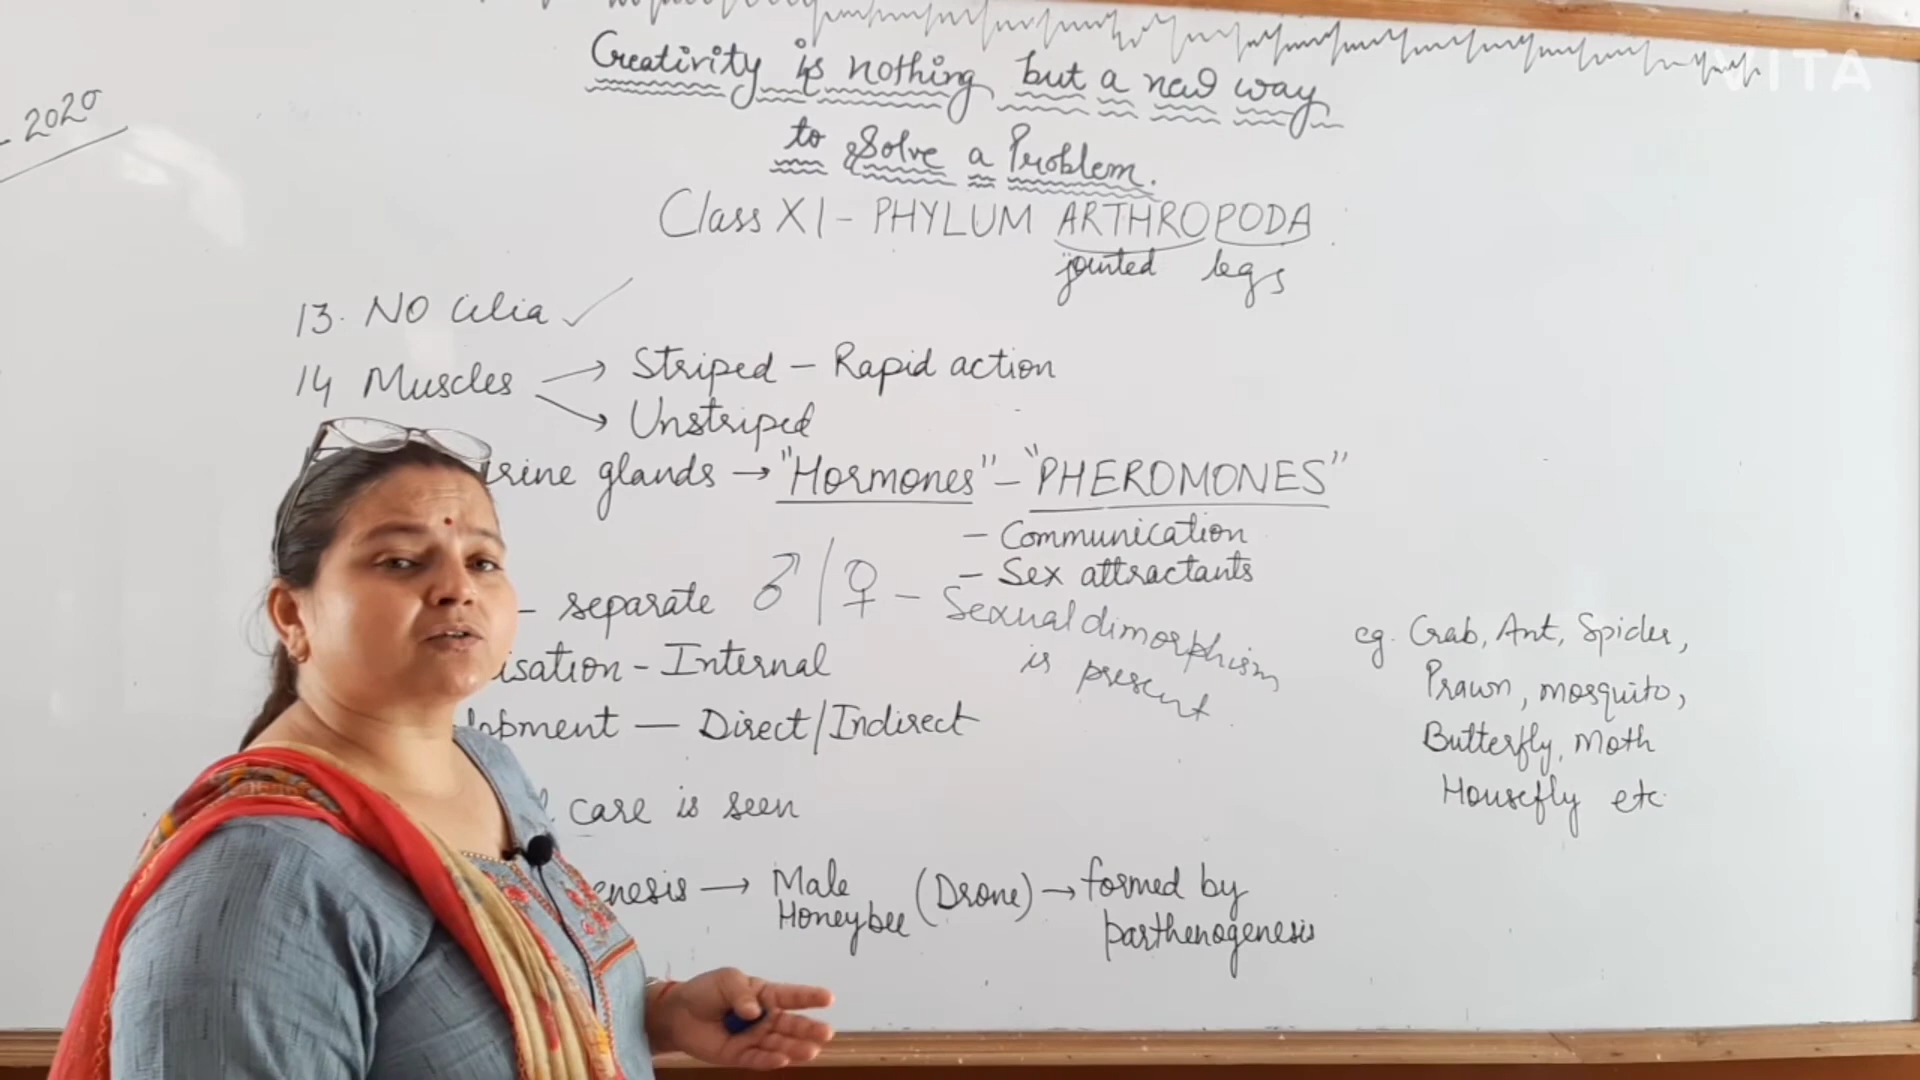 Creativity is nothing but a new way
to Solve a Problem.
VITA
- 2020
Class XI - PHYLUM ARTHROPODA
jointed legs
13. NO Cilia ✓
14 Muscles → Striped - Rapid action
→ Unstriped
rine glands → "Hormones" - "PHEROMONES"
- Communication
- Sex attractants
- separate ♂ / ♀ - Sexual dimorphism
is present
isation - Internal
lopment — Direct/Indirect
care is seen
enesis → Male Honeybee (Drone) → formed by
parthenogenesis
eg. Crab, Ant, Spider,
Prawn, mosquito,
Butterfly, Moth
Housefly etc